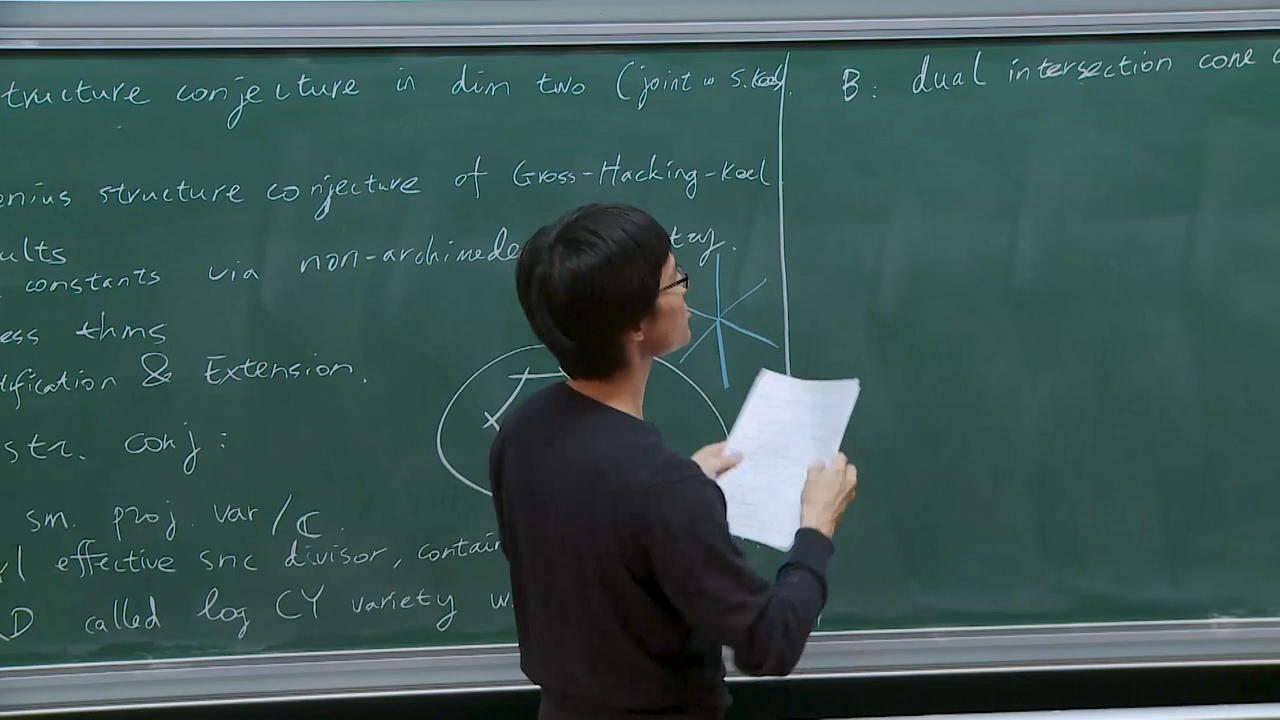 tructure conjecture in dim two (joint w S. Keel)
enius structure conjecture of Gross-Hacking-Keel
ults
constants via non-archimede try.
ess thms
ification & Extension.
str. conj:
sm. proj. var/ℂ.
effective snc divisor, contain
D called log CY variety w
B: dual intersection cone c